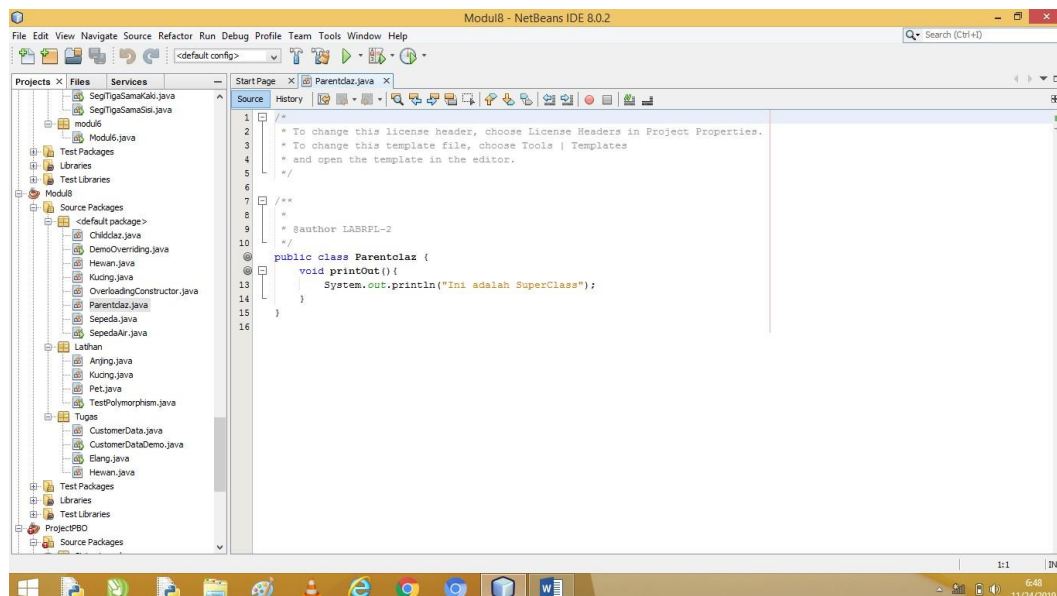 Modul8 - NetBeans IDE 8.0.2
File Edit View Navigate Source Refactor Run Debug Profile Team Tools Window Help
Search (Ctrl+I)
<default config>
Projects Files Services
Start Page Parentclaz.java
Source History
SegiTigaSamaKaki.java
SegiTigaSamaSisi.java
modul6
Modul6.java
Test Packages
Libraries
Test Libraries
Modul8
Source Packages
<default package>
Childclaz.java
DemoOverriding.java
Hewan.java
Kucing.java
OverloadingConstructor.java
Parentclaz.java
Sepeda.java
SepedaAir.java
Latihan
Anjing.java
Kucing.java
Pet.java
TestPolymorphism.java
Tugas
CustomerData.java
CustomerDataDemo.java
Elang.java
Hewan.java
Test Packages
Libraries
Test Libraries
ProjectPBO
Source Packages
1 /*
2 * To change this license header, choose License Headers in Project Properties.
3 * To change this template file, choose Tools | Templates
4 * and open the template in the editor.
5 */
6
7 /**
8 *
9 * @author LABRPL-2
10 */
public class Parentclaz {
void printOut(){
13 System.out.println("Ini adalah SuperClass");
14 }
15 }
16
1:1 IN
6:48
11/24/2019